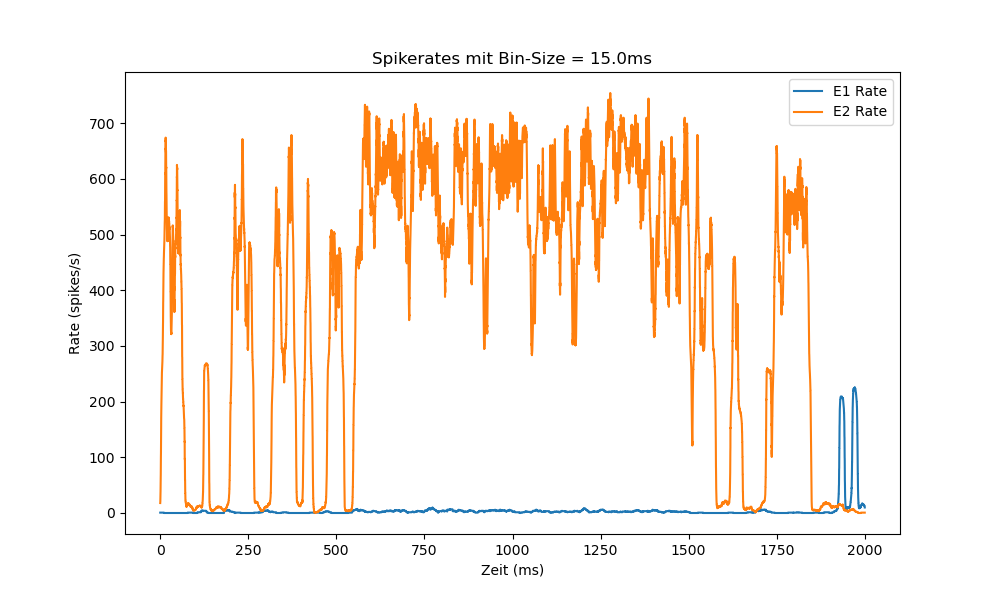 Spikerates mit Bin-Size = 15.0ms
E1 Rate
E2 Rate
Rate (spikes/s)
700
600
500
400
300
200
100
0
0 250 500 750 1000 1250 1500 1750 2000
Zeit (ms)